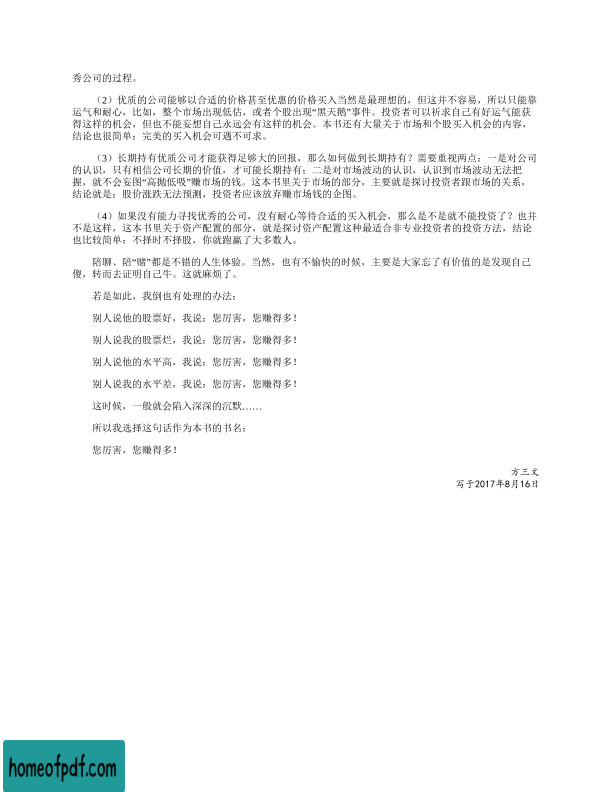 秀公司的过程。
（2）优质的公司能够以合适的价格甚至优惠的价格买入当然是最理想的，但这并不容易，所以只能靠
运气和耐心，比如，整个市场出现低估，或者个股出现“黑天鹅”事件。投资者可以祈求自己有好运气能获
得这样的机会，但也不能妄想自己永远会有这样的机会。本书还有大量关于市场和个股买入机会的内容，
结论也很简单：完美的买入机会可遇不可求。
（3）长期持有优质公司才能获得足够大的回报，那么如何做到长期持有？需要重视两点：一是对公司
的认识，只有相信公司长期的价值，才可能长期持有；二是对市场波动的认识，认识到市场波动无法把
握，就不会妄图“高抛低吸”赚市场的钱。这本书里关于市场的部分，主要就是探讨投资者跟市场的关系，
结论就是：股价涨跌无法预测，投资者应该放弃赚市场钱的企图。
（4）如果没有能力寻找优秀的公司，没有耐心等待合适的买入机会，那么是不是就不能投资了？也并
不是这样，这本书里关于资产配置的部分，就是探讨资产配置这种最适合非专业投资者的投资方法，结论
也比较简单：不择时不择股，你就跑赢了大多数人。
陪聊、陪“赌”都是不错的人生体验。当然，也有不愉快的时候，主要是大家忘了有价值的是发现自己
傻，转而去证明自己牛。这就麻烦了。
若是如此，我倒也有处理的办法：
别人说他的股票好，我说：您厉害，您赚得多！
别人说我的股票烂，我说：您厉害，您赚得多！
别人说他的水平高，我说：您厉害，您赚得多！
别人说我的水平差，我说：您厉害，您赚得多！
这时候，一般就会陷入深深的沉默……
所以我选择这句话作为本书的书名：
您厉害，您赚得多！
方三文
写于2017年8月16日
homeofpdf.com